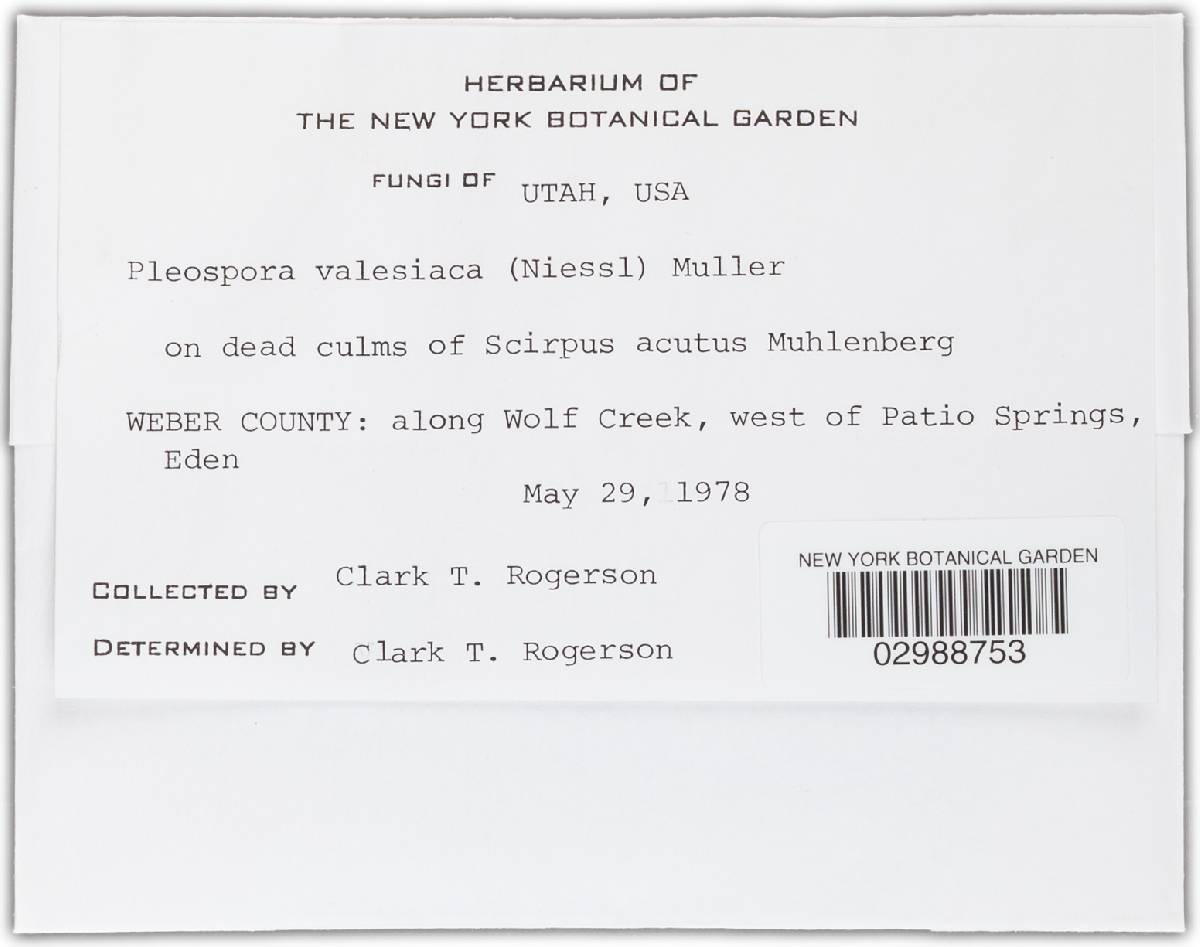 HERBARIUM OF
THE NEW YORK BOTANICAL GARDEN
FUNGI OF UTAH, USA
Pleospora valesiaca (Niessl) Muller
on dead culms of Scirpus acutus Muhlenberg
WEBER COUNTY: along Wolf Creek, west of Patio Springs,
Eden
May 29, 1978
COLLECTED BY Clark T. Rogerson
DETERMINED BY Clark T. Rogerson
NEW YORK BOTANICAL GARDEN
02988753